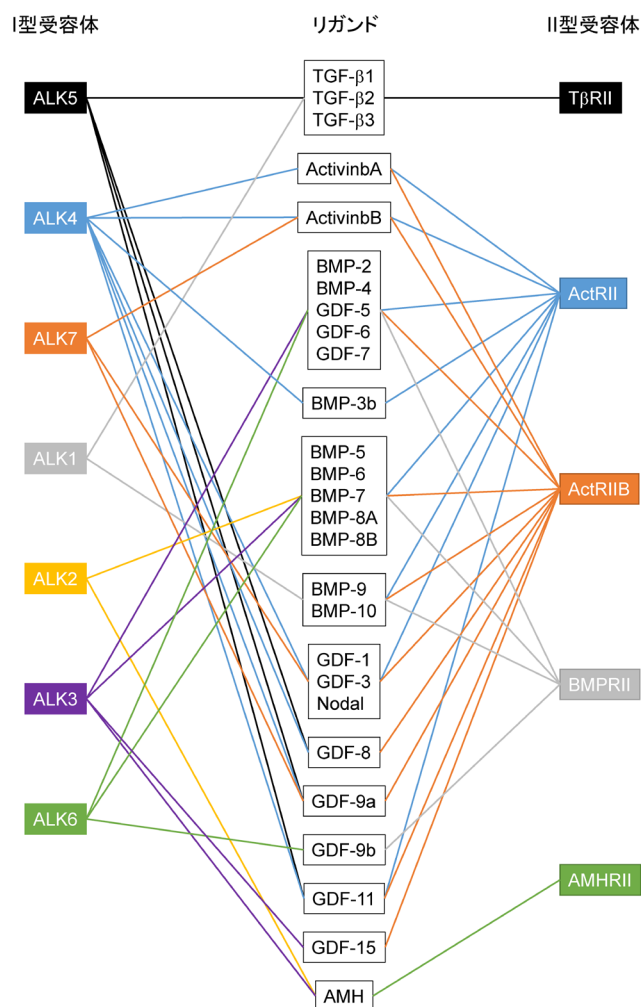 I型受容体
リガンド
II型受容体
ALK5
ALK4
ALK7
ALK1
ALK2
ALK3
ALK6
TGF-β1
TGF-β2
TGF-β3
ActivinbA
ActivinbB
BMP-2
BMP-4
GDF-5
GDF-6
GDF-7
BMP-3b
BMP-5
BMP-6
BMP-7
BMP-8A
BMP-8B
BMP-9
BMP-10
GDF-1
GDF-3
Nodal
GDF-8
GDF-9a
GDF-9b
GDF-11
GDF-15
AMH
TβRII
ActRII
ActRIIB
BMPRII
AMHRII